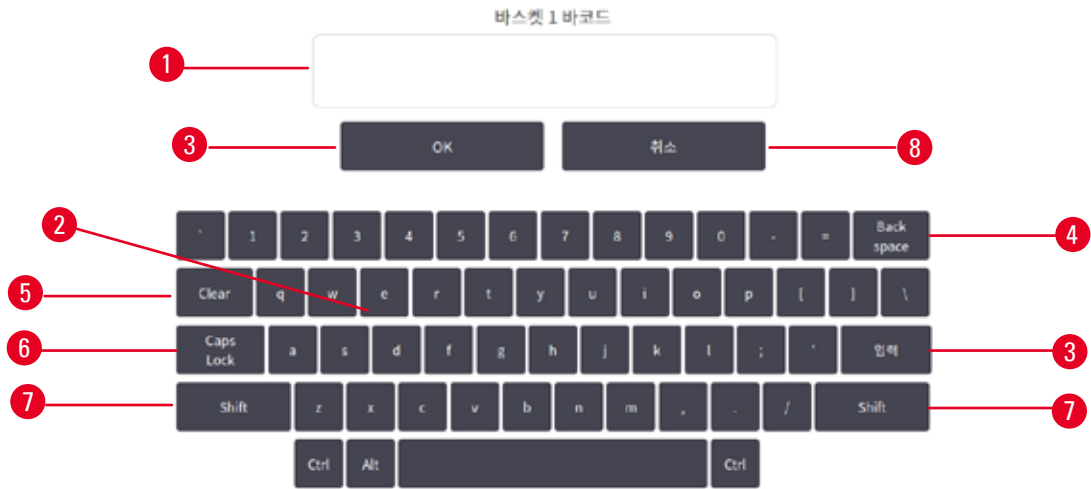 바스켓 1 바코드
1
3 OK 취소 8
2
` 1 2 3 4 5 6 7 8 9 0 - = Back space 4
5 Clear q w e r t y u i o p [ ] \
6 Caps Lock a s d f g h j k l ; ' 입력 3
7 Shift z x c v b n m , . / Shift 7
Ctrl Alt Ctrl